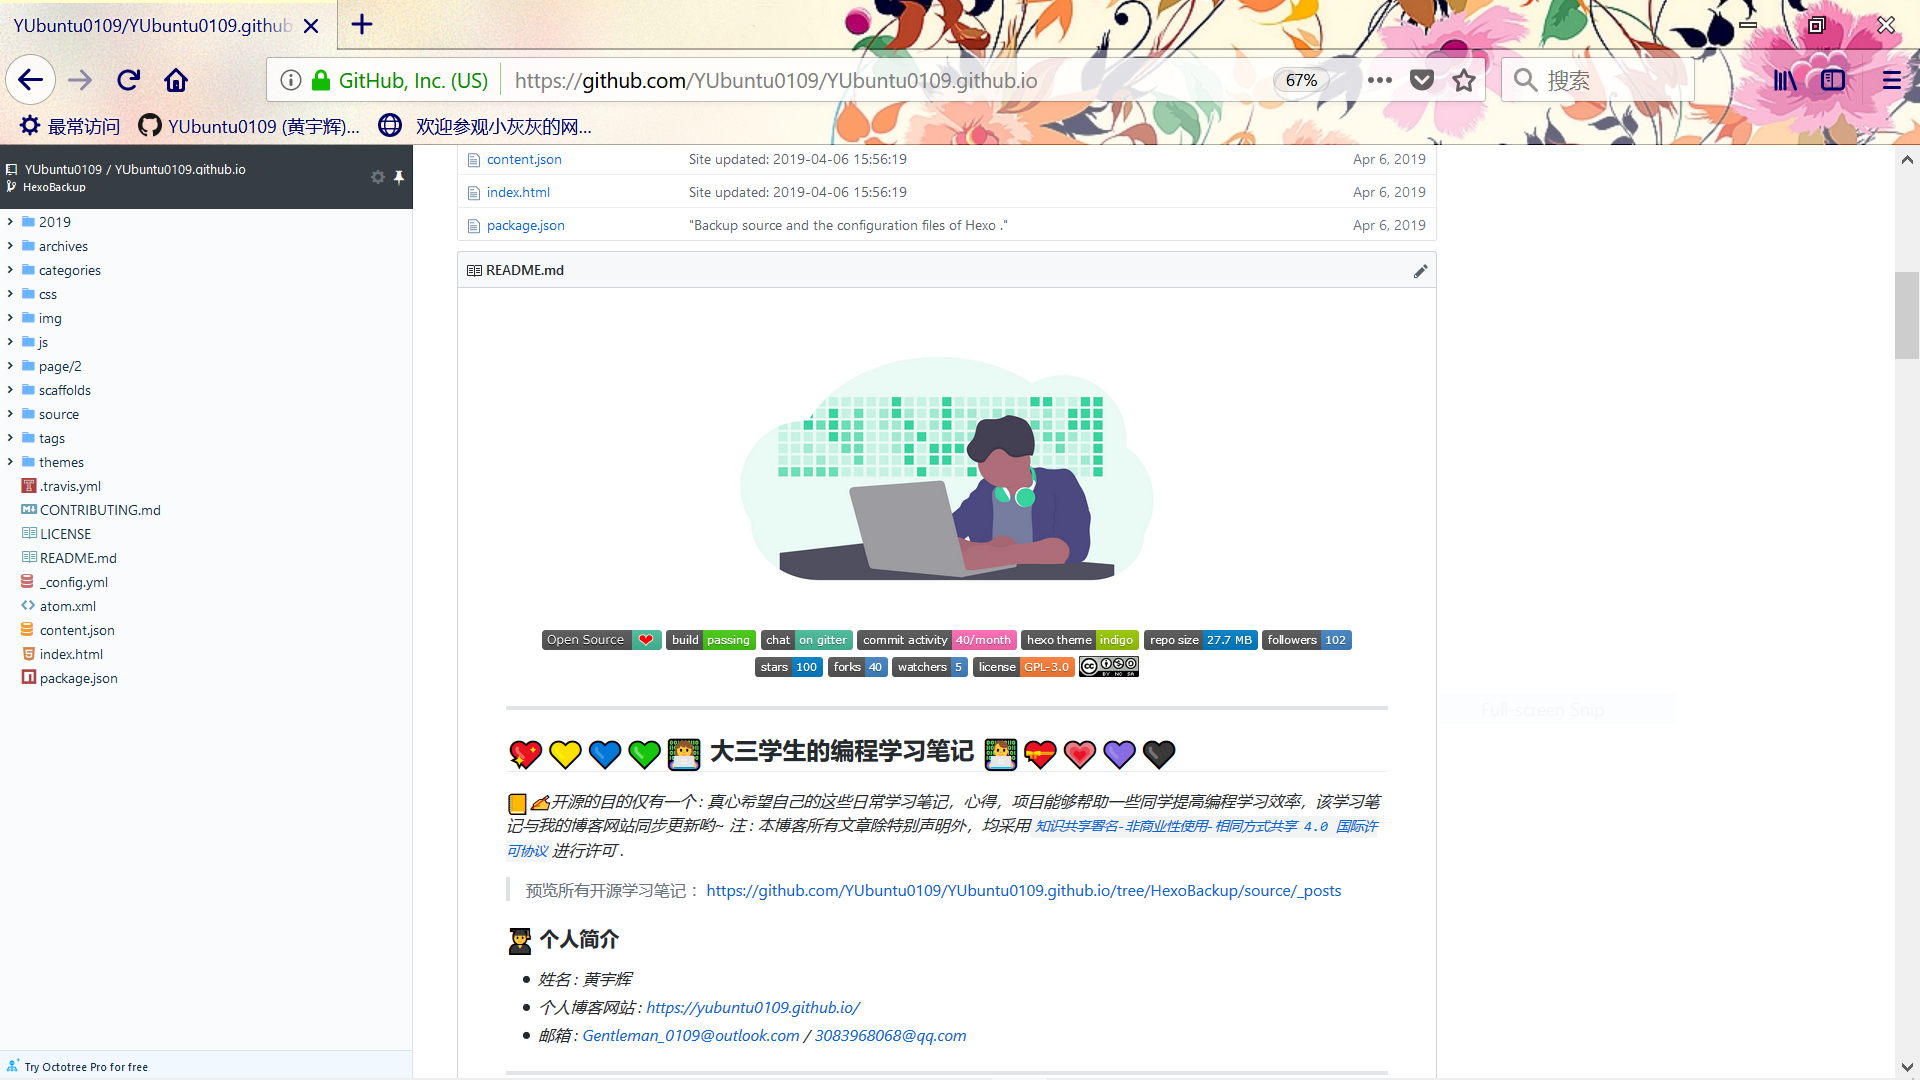 YUbuntu0109/YUbuntu0109.github
GitHub, Inc. (US)
https://github.com/YUbuntu0109/YUbuntu0109.github.io
67%
搜索
最常访问
YUbuntu0109 (黄宇辉)...
欢迎参观小灰灰的网...
YUbuntu0109 / YUbuntu0109.github.io
HexoBackup
2019
archives
categories
css
img
js
page/2
scaffolds
source
tags
themes
.travis.yml
CONTRIBUTING.md
LICENSE
README.md
_config.yml
atom.xml
content.json
index.html
package.json
Try Octotree Pro for free
content.json Site updated: 2019-04-06 15:56:19 Apr 6, 2019
index.html Site updated: 2019-04-06 15:56:19 Apr 6, 2019
package.json "Backup source and the configuration files of Hexo ." Apr 6, 2019
README.md
Open Source build passing chat on gitter commit activity 40/month hexo theme indigo repo size 27.7 MB followers 102
stars 100 forks 40 watchers 5 license GPL-3.0 CC BY NC SA
大三学生的编程学习笔记
开源的目的仅有一个 : 真心希望自己的这些日常学习笔记，心得，项目能够帮助一些同学提高编程学习效率，该学习笔
记与我的博客网站同步更新哟~ 注 : 本博客所有文章除特别声明外，均采用 知识共享署名-非商业性使用-相同方式共享 4.0 国际许
可协议 进行许可 .
预览所有开源学习笔记 ： https://github.com/YUbuntu0109/YUbuntu0109.github.io/tree/HexoBackup/source/_posts
个人简介
姓名 : 黄宇辉
个人博客网站 : https://yubuntu0109.github.io/
邮箱 : Gentleman_0109@outlook.com / 3083968068@qq.com
Full-screen Snip